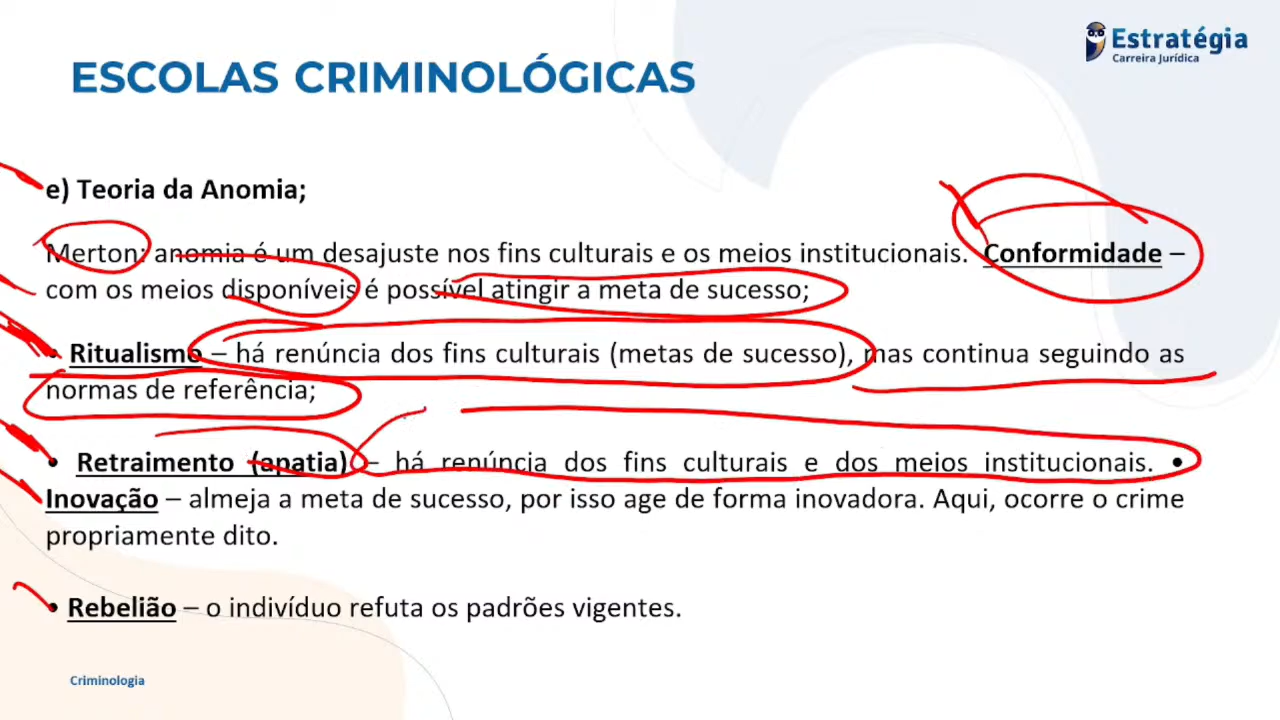 Estratégia
Carreira Jurídica
ESCOLAS CRIMINOLÓGICAS
e) Teoria da Anomia;
Merton: anomia é um desajuste nos fins culturais e os meios institucionais. Conformidade –
com os meios disponíveis é possível atingir a meta de sucesso;
• Ritualismo – há renúncia dos fins culturais (metas de sucesso), mas continua seguindo as
normas de referência;
• Retraimento (apatia) – há renúncia dos fins culturais e dos meios institucionais. •
Inovação – almeja a meta de sucesso, por isso age de forma inovadora. Aqui, ocorre o crime
propriamente dito.
• Rebelião – o indivíduo refuta os padrões vigentes.
Criminologia